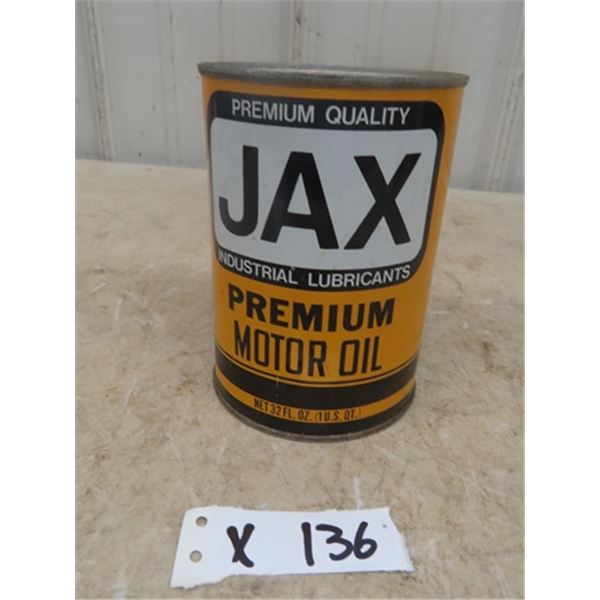 PREMIUM QUALITY
JAX
INDUSTRIAL LUBRICANTS
PREMIUM
MOTOR OIL
NET 32 FL. OZ. (1 U.S. QT.)
X 136